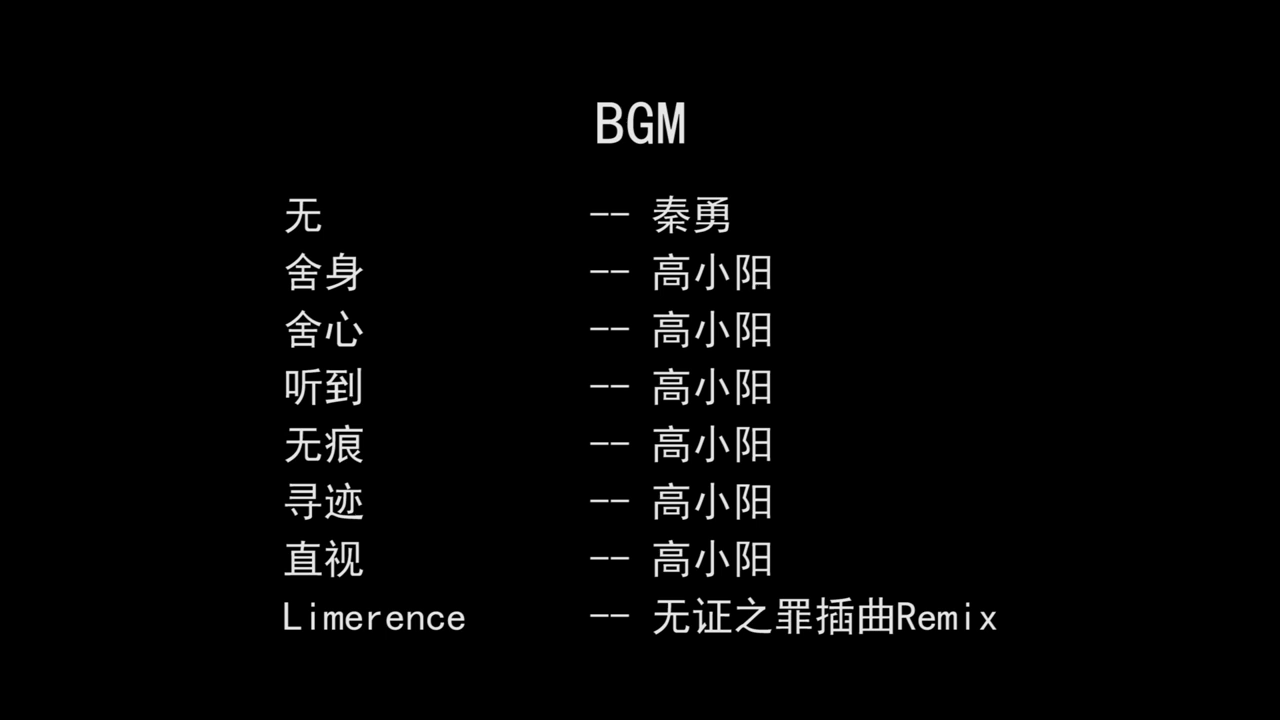 BGM
无 -- 秦勇
舍身 -- 高小阳
舍心 -- 高小阳
听到 -- 高小阳
无痕 -- 高小阳
寻迹 -- 高小阳
直视 -- 高小阳
Limerence -- 无证之罪插曲Remix